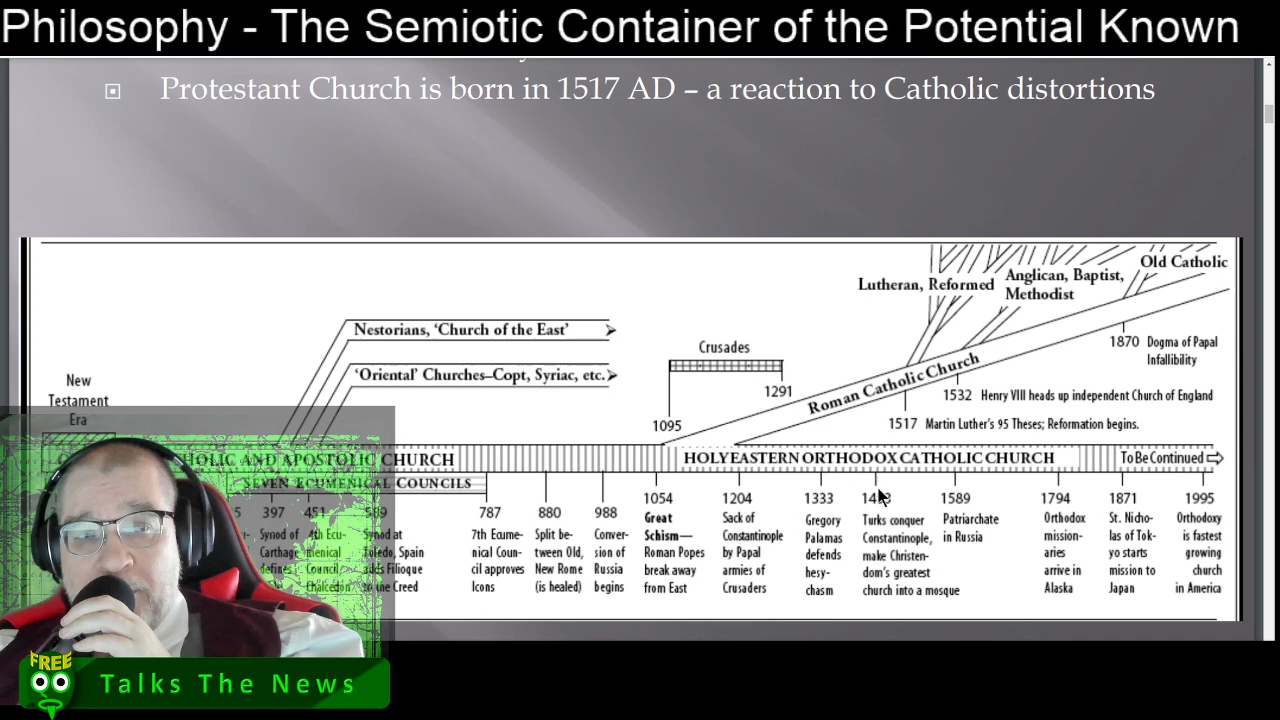 Philosophy - The Semiotic Container of the Potential Known
Protestant Church is born in 1517 AD – a reaction to Catholic distortions
Old Catholic
Lutheran, Reformed
Anglican, Baptist,
Methodist
Nestorians, ‘Church of the East’
‘Oriental’ Churches–Copt, Syriac, etc.
Crusades
1095
1291
Roman Catholic Church
1870 Dogma of Papal
Infallibility
1532 Henry VIII heads up independent Church of England
1517 Martin Luther's 95 Theses; Reformation begins.
New
Testament
Era
AND APOSTOLIC CHURCH
HOLY EASTERN ORTHODOX CATHOLIC CHURCH
To Be Continued
SEVEN ECUMENICAL COUNCILS
397
Synod of
Carthage
defines
451
4th Ecu-
menical
Council
Chalcedon
589
Synod at
Toledo, Spain
adds Filioque
to the Creed
787
7th Ecume-
nical Coun-
cil approves
Icons
880
Split be-
tween Old,
New Rome
(is healed)
988
Conver-
sion of
Russia
begins
1054
Great
Schism—
Roman Popes
break away
from East
1204
Sack of
Constantinople
by Papal
armies of
Crusaders
1333
Gregory
Palamas
defends
hesy-
chasm
Turks conquer
Constantinople,
make Christen-
dom's greatest
church into a mosque
1589
Patriarchate
in Russia
1794
Orthodox
mission-
aries
arrive in
Alaska
1871
St. Nicho-
las of Tok-
yo starts
mission to
Japan
1995
Orthodoxy
is fastest
growing
church
in America
FREE
Talks The News